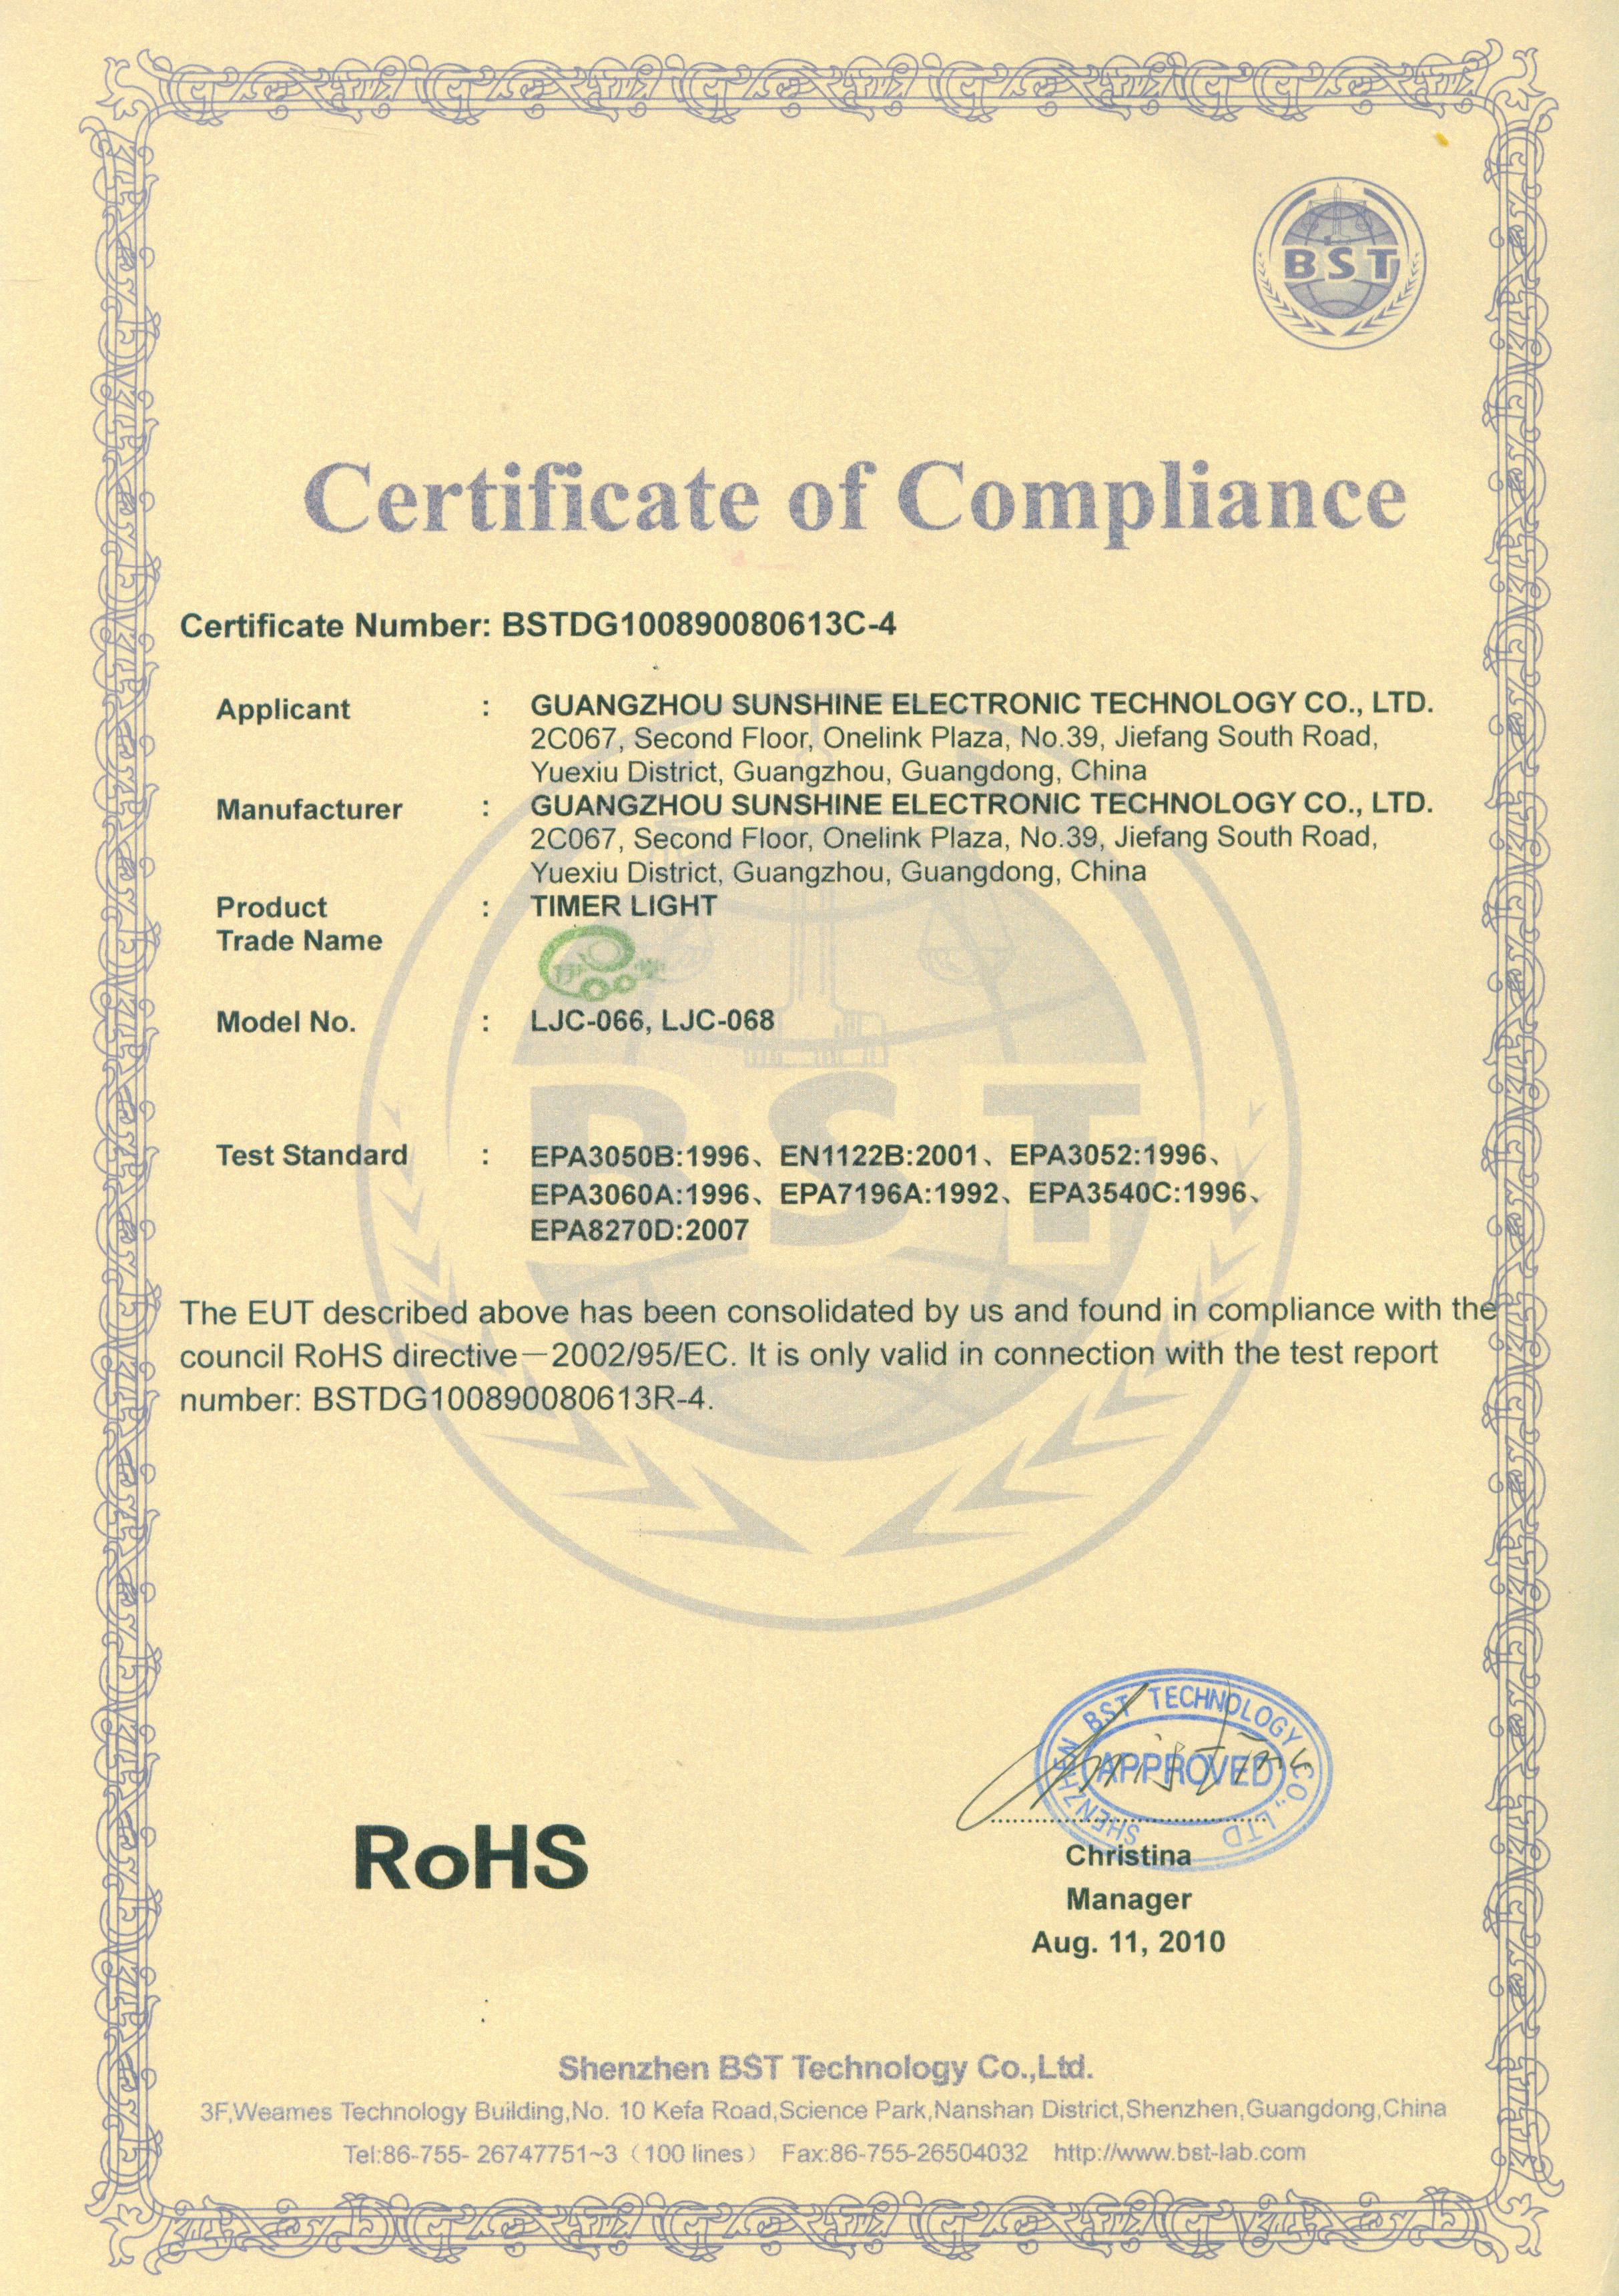 BST
Certificate of Compliance
Certificate Number: BSTDG100890080613C-4
Applicant : GUANGZHOU SUNSHINE ELECTRONIC TECHNOLOGY CO., LTD.
2C067, Second Floor, Onelink Plaza, No.39, Jiefang South Road,
Yuexiu District, Guangzhou, Guangdong, China
Manufacturer : GUANGZHOU SUNSHINE ELECTRONIC TECHNOLOGY CO., LTD.
2C067, Second Floor, Onelink Plaza, No.39, Jiefang South Road,
Yuexiu District, Guangzhou, Guangdong, China
Product : TIMER LIGHT
Trade Name
Model No. : LJC-066, LJC-068
BST
Test Standard : EPA3050B:1996、EN1122B:2001、EPA3052:1996、
EPA3060A:1996、EPA7196A:1992、EPA3540C:1996、
EPA8270D:2007
The EUT described above has been consolidated by us and found in compliance with the
council RoHS directive—2002/95/EC. It is only valid in connection with the test report
number: BSTDG100890080613R-4.
SHENZHEN BST TECHNOLOGY CO., LTD
APPROVED
Christina
RoHS
Christina
Manager
Aug. 11, 2010
Shenzhen BST Technology Co.,Ltd.
3F,Weames Technology Building,No. 10 Kefa Road,Science Park,Nanshan District,Shenzhen,Guangdong,China
Tel:86-755- 26747751~3（100 lines） Fax:86-755-26504032 http://www.bst-lab.com